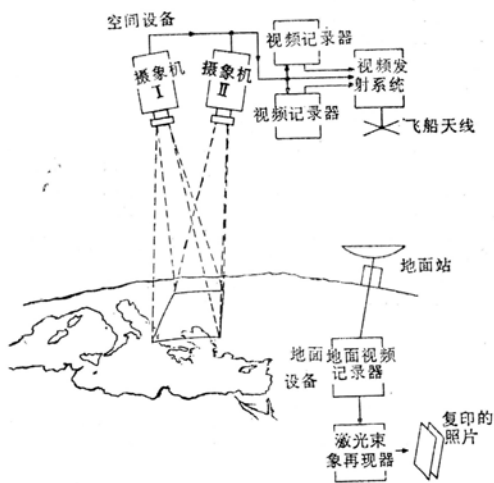 空间设备
摄象机
I
摄象机
II
视频记录器
视频记录器
视频发
射系统
飞船天线
地面站
地面
设备
地面视频
记录器
激光束
象再现器
复印的
照片